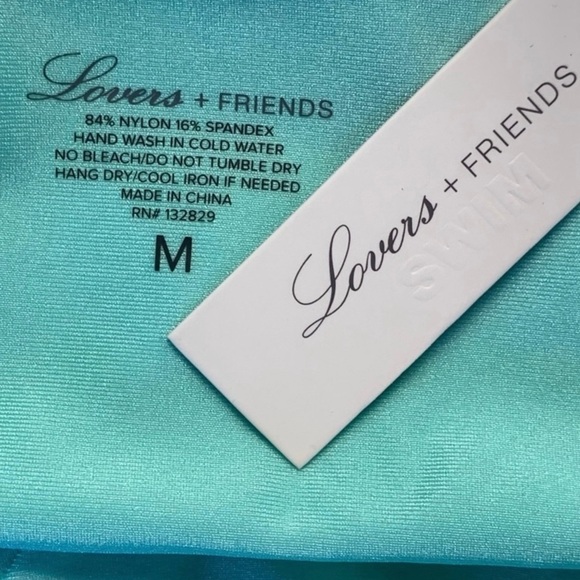 Lovers + FRIENDS
84% NYLON 16% SPANDEX
HAND WASH IN COLD WATER
NO BLEACH/DO NOT TUMBLE DRY
HANG DRY/COOL IRON IF NEEDED
MADE IN CHINA
RN# 132829
M
Lovers + FRIENDS
SWIM